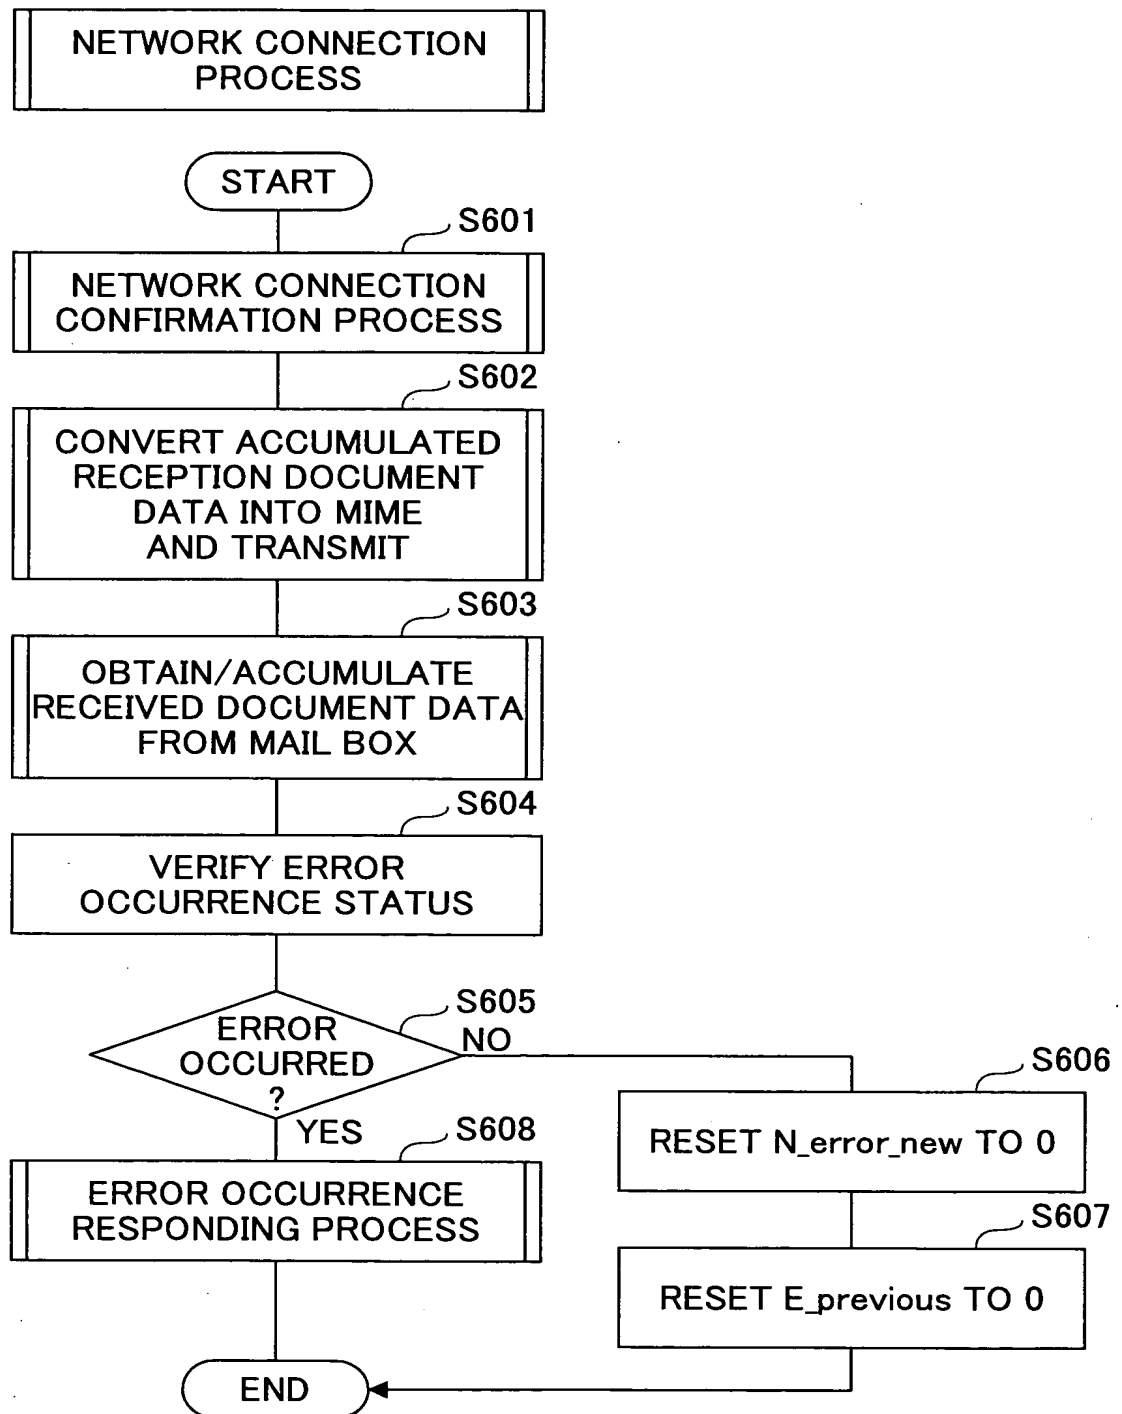 NETWORK CONNECTION
PROCESS
START
S601
NETWORK CONNECTION
CONFIRMATION PROCESS
S602
CONVERT ACCUMULATED
RECEPTION DOCUMENT
DATA INTO MIME
AND TRANSMIT
S603
OBTAIN/ACCUMULATE
RECEIVED DOCUMENT DATA
FROM MAIL BOX
S604
VERIFY ERROR
OCCURRENCE STATUS
S605
ERROR
OCCURRED
?
NO
YES
S606
RESET N_error_new TO 0
S607
RESET E_previous TO 0
S608
ERROR OCCURRENCE
RESPONDING PROCESS
END